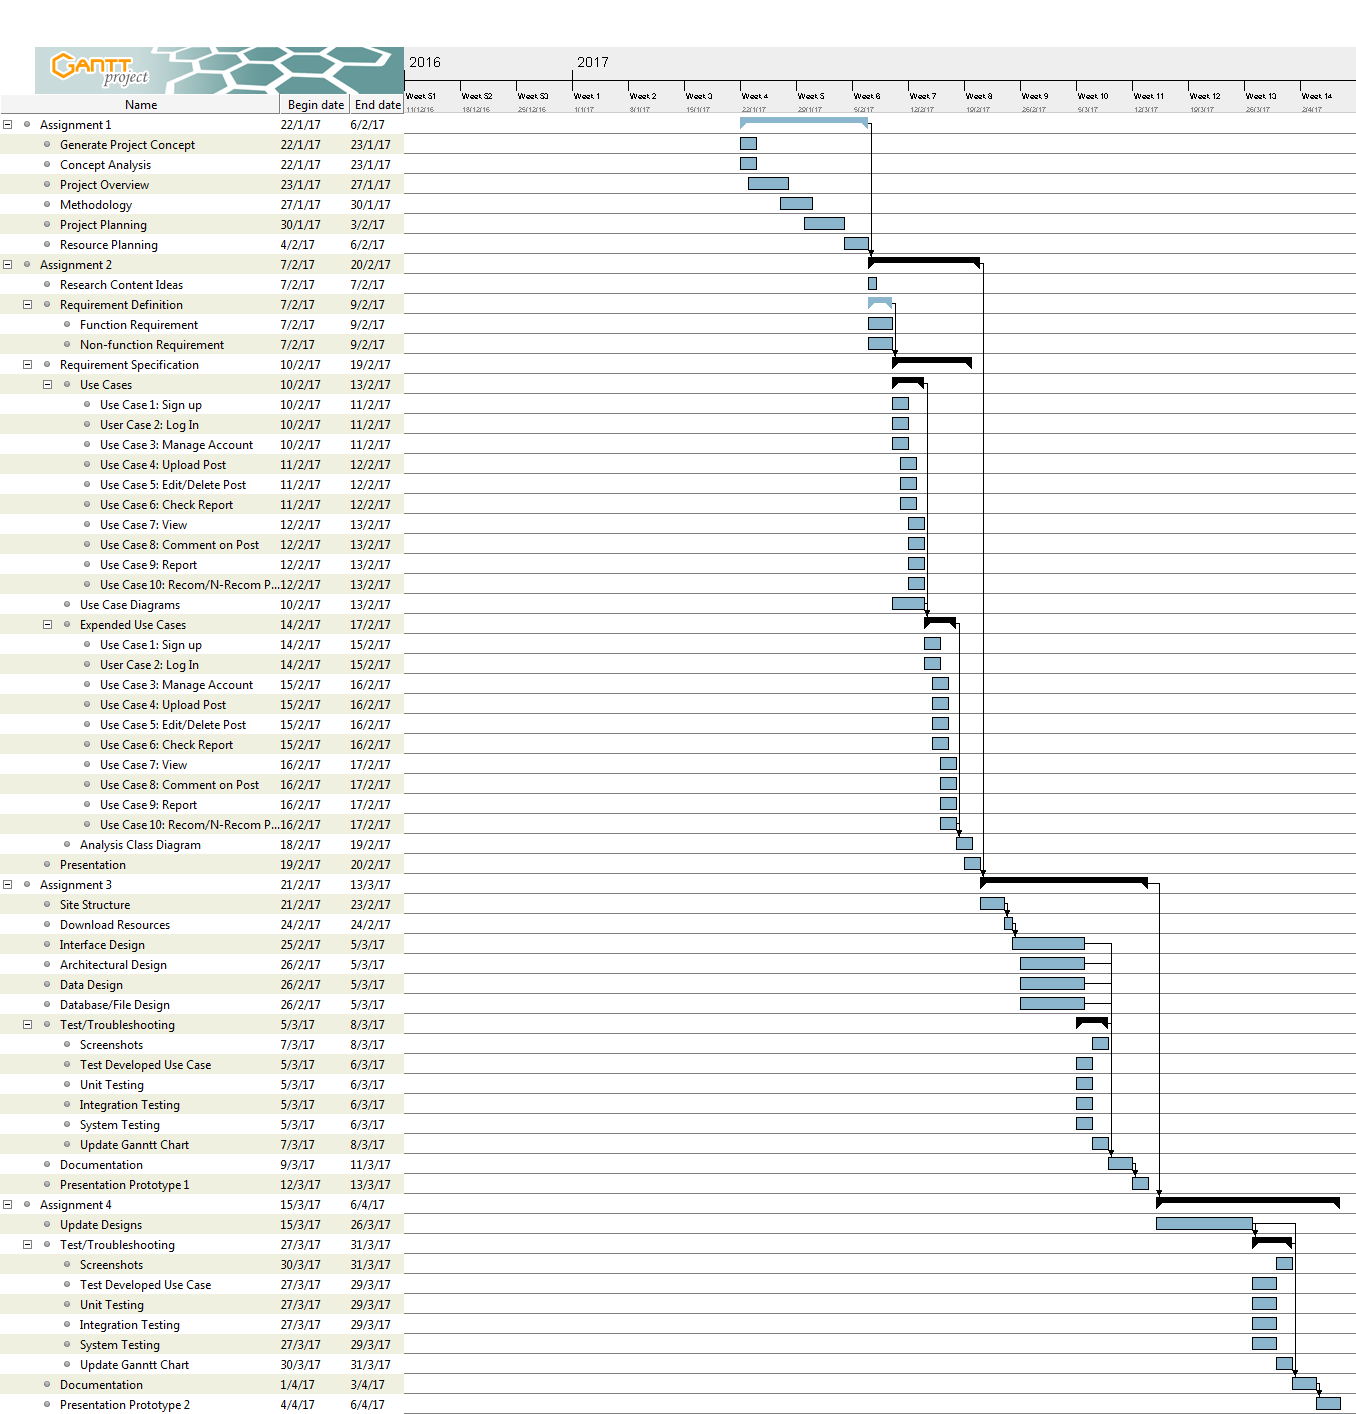 GANTT
project
2016
2017
Name
Begin date
End date
Week 51
Week 52
Week 53
Week 1
Week 2
Week 3
Week 4
Week 5
Week 6
Week 7
Week 8
Week 9
Week 10
Week 11
Week 12
Week 13
Week 14
11/12/16
18/12/16
25/12/16
1/1/17
8/1/17
15/1/17
22/1/17
29/1/17
5/2/17
12/2/17
19/2/17
26/2/17
5/3/17
12/3/17
19/3/17
26/3/17
2/4/17
Assignment 1 22/1/17 6/2/17
Generate Project Concept 22/1/17 23/1/17
Concept Analysis 22/1/17 23/1/17
Project Overview 23/1/17 27/1/17
Methodology 27/1/17 30/1/17
Project Planning 30/1/17 3/2/17
Resource Planning 4/2/17 6/2/17
Assignment 2 7/2/17 20/2/17
Research Content Ideas 7/2/17 7/2/17
Requirement Definition 7/2/17 9/2/17
Function Requirement 7/2/17 9/2/17
Non-function Requirement 7/2/17 9/2/17
Requirement Specification 10/2/17 19/2/17
Use Cases 10/2/17 13/2/17
Use Case 1: Sign up 10/2/17 11/2/17
User Case 2: Log In 10/2/17 11/2/17
Use Case 3: Manage Account 10/2/17 11/2/17
Use Case 4: Upload Post 11/2/17 12/2/17
Use Case 5: Edit/Delete Post 11/2/17 12/2/17
Use Case 6: Check Report 11/2/17 12/2/17
Use Case 7: View 12/2/17 13/2/17
Use Case 8: Comment on Post 12/2/17 13/2/17
Use Case 9: Report 12/2/17 13/2/17
Use Case 10: Recom/N-Recom P... 12/2/17 13/2/17
Use Case Diagrams 10/2/17 13/2/17
Expended Use Cases 14/2/17 17/2/17
Use Case 1: Sign up 14/2/17 15/2/17
User Case 2: Log In 14/2/17 15/2/17
Use Case 3: Manage Account 15/2/17 16/2/17
Use Case 4: Upload Post 15/2/17 16/2/17
Use Case 5: Edit/Delete Post 15/2/17 16/2/17
Use Case 6: Check Report 15/2/17 16/2/17
Use Case 7: View 16/2/17 17/2/17
Use Case 8: Comment on Post 16/2/17 17/2/17
Use Case 9: Report 16/2/17 17/2/17
Use Case 10: Recom/N-Recom P... 16/2/17 17/2/17
Analysis Class Diagram 18/2/17 19/2/17
Presentation 19/2/17 20/2/17
Assignment 3 21/2/17 13/3/17
Site Structure 21/2/17 23/2/17
Download Resources 24/2/17 24/2/17
Interface Design 25/2/17 5/3/17
Architectural Design 26/2/17 5/3/17
Data Design 26/2/17 5/3/17
Database/File Design 26/2/17 5/3/17
Test/Troubleshooting 5/3/17 8/3/17
Screenshots 7/3/17 8/3/17
Test Developed Use Case 5/3/17 6/3/17
Unit Testing 5/3/17 6/3/17
Integration Testing 5/3/17 6/3/17
System Testing 5/3/17 6/3/17
Update Ganntt Chart 7/3/17 8/3/17
Documentation 9/3/17 11/3/17
Presentation Prototype 1 12/3/17 13/3/17
Assignment 4 15/3/17 6/4/17
Update Designs 15/3/17 26/3/17
Test/Troubleshooting 27/3/17 31/3/17
Screenshots 30/3/17 31/3/17
Test Developed Use Case 27/3/17 29/3/17
Unit Testing 27/3/17 29/3/17
Integration Testing 27/3/17 29/3/17
System Testing 27/3/17 29/3/17
Update Ganntt Chart 30/3/17 31/3/17
Documentation 1/4/17 3/4/17
Presentation Prototype 2 4/4/17 6/4/17